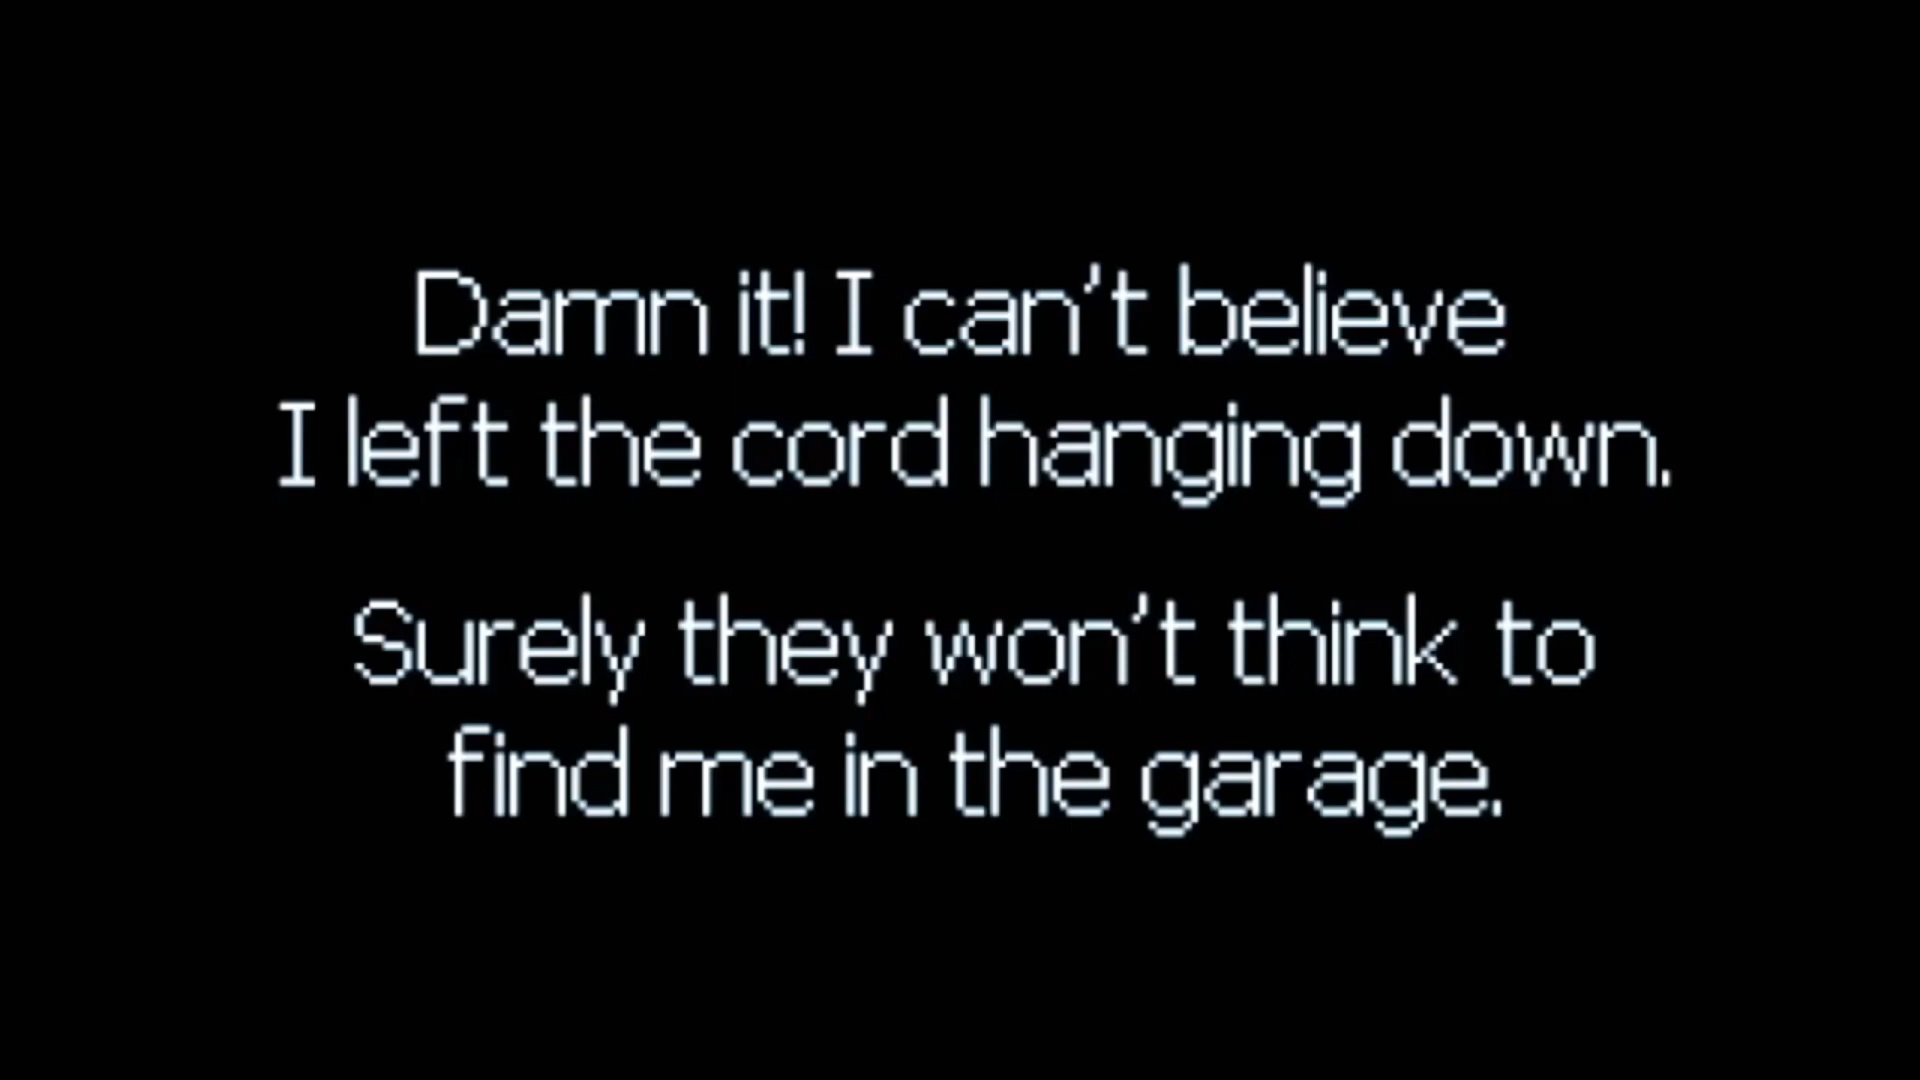 Damn it! I can't believe
I left the cord hanging down.
Surely they won't think to
find me in the garage.